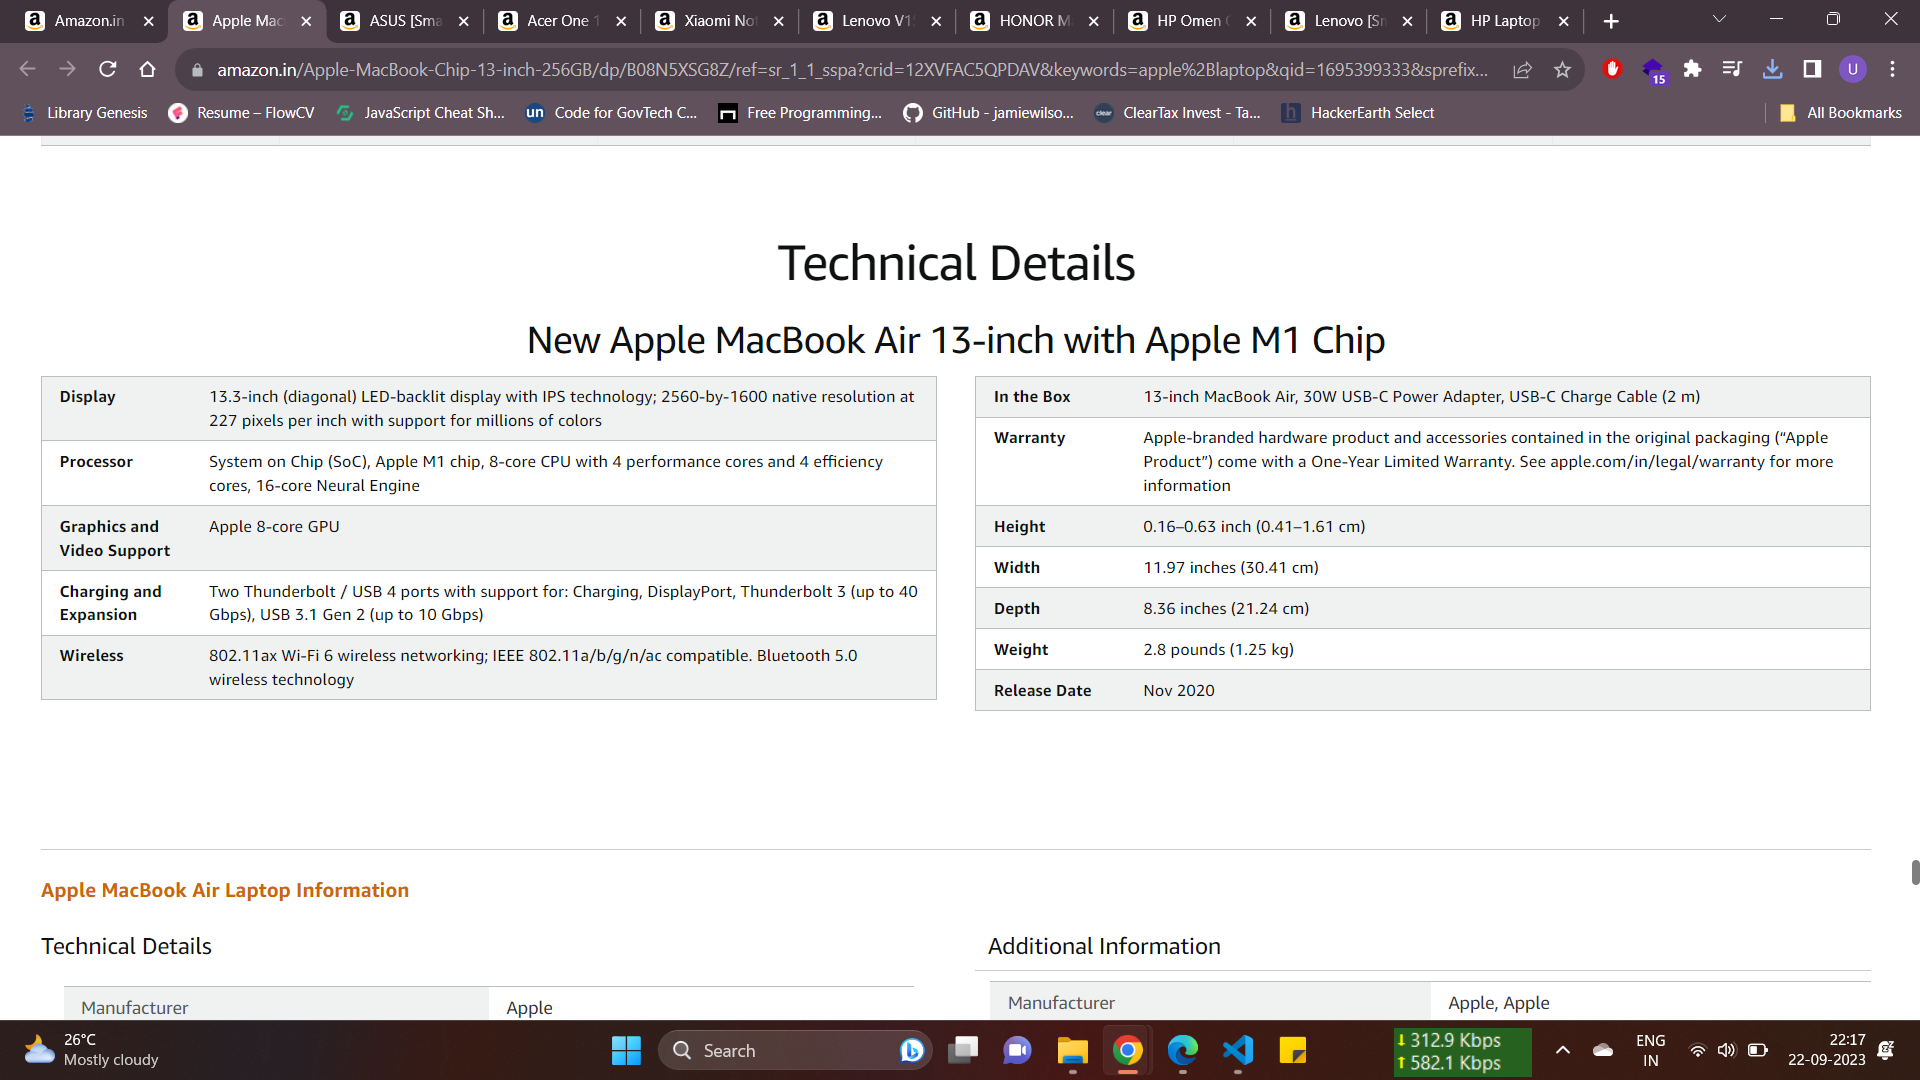 Amazon.in
Apple Mac
ASUS [Sma
Acer One 1
Xiaomi Not
Lenovo V15
HONOR M
HP Omen
Lenovo [Sm
HP Laptop
amazon.in/Apple-MacBook-Chip-13-inch-256GB/dp/B08N5XSG8Z/ref=sr_1_1_sspa?crid=12XVFAC5QPDAV&keywords=apple%2Blaptop&qid=1695399333&sprefix...
15
U
Library Genesis
Resume – FlowCV
JavaScript Cheat Sh...
un
Code for GovTech C...
Free Programming...
GitHub - jamiewilso...
clear
ClearTax Invest - Ta...
h
HackerEarth Select
All Bookmarks
Technical Details
New Apple MacBook Air 13-inch with Apple M1 Chip
Display
13.3-inch (diagonal) LED-backlit display with IPS technology; 2560-by-1600 native resolution at
227 pixels per inch with support for millions of colors
Processor
System on Chip (SoC), Apple M1 chip, 8-core CPU with 4 performance cores and 4 efficiency
cores, 16-core Neural Engine
Graphics and
Video Support
Apple 8-core GPU
Charging and
Expansion
Two Thunderbolt / USB 4 ports with support for: Charging, DisplayPort, Thunderbolt 3 (up to 40
Gbps), USB 3.1 Gen 2 (up to 10 Gbps)
Wireless
802.11ax Wi-Fi 6 wireless networking; IEEE 802.11a/b/g/n/ac compatible. Bluetooth 5.0
wireless technology
In the Box
13-inch MacBook Air, 30W USB-C Power Adapter, USB-C Charge Cable (2 m)
Warranty
Apple-branded hardware product and accessories contained in the original packaging (“Apple
Product”) come with a One-Year Limited Warranty. See apple.com/in/legal/warranty for more
information
Height
0.16–0.63 inch (0.41–1.61 cm)
Width
11.97 inches (30.41 cm)
Depth
8.36 inches (21.24 cm)
Weight
2.8 pounds (1.25 kg)
Release Date
Nov 2020
Apple MacBook Air Laptop Information
Technical Details
Manufacturer
Apple
Additional Information
Manufacturer
Apple, Apple
26°C
Mostly cloudy
Search
312.9 Kbps
582.1 Kbps
ENG
IN
22:17
22-09-2023